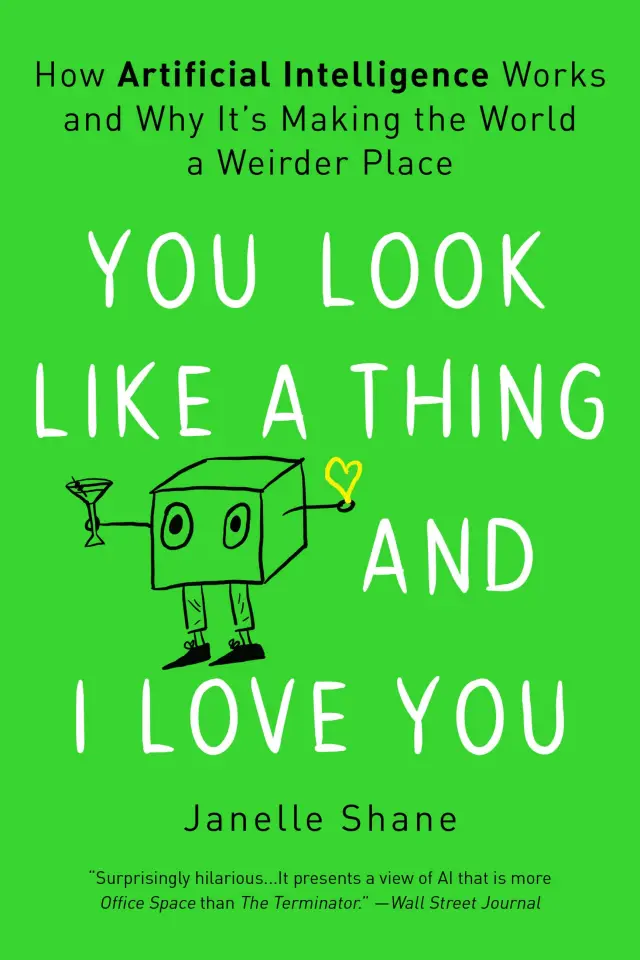 How Artificial Intelligence Works
and Why It’s Making the World
a Weirder Place
YOU LOOK
LIKE A THING
AND
I LOVE YOU
Janelle Shane
“Surprisingly hilarious...It presents a view of AI that is more
Office Space than The Terminator.” —Wall Street Journal